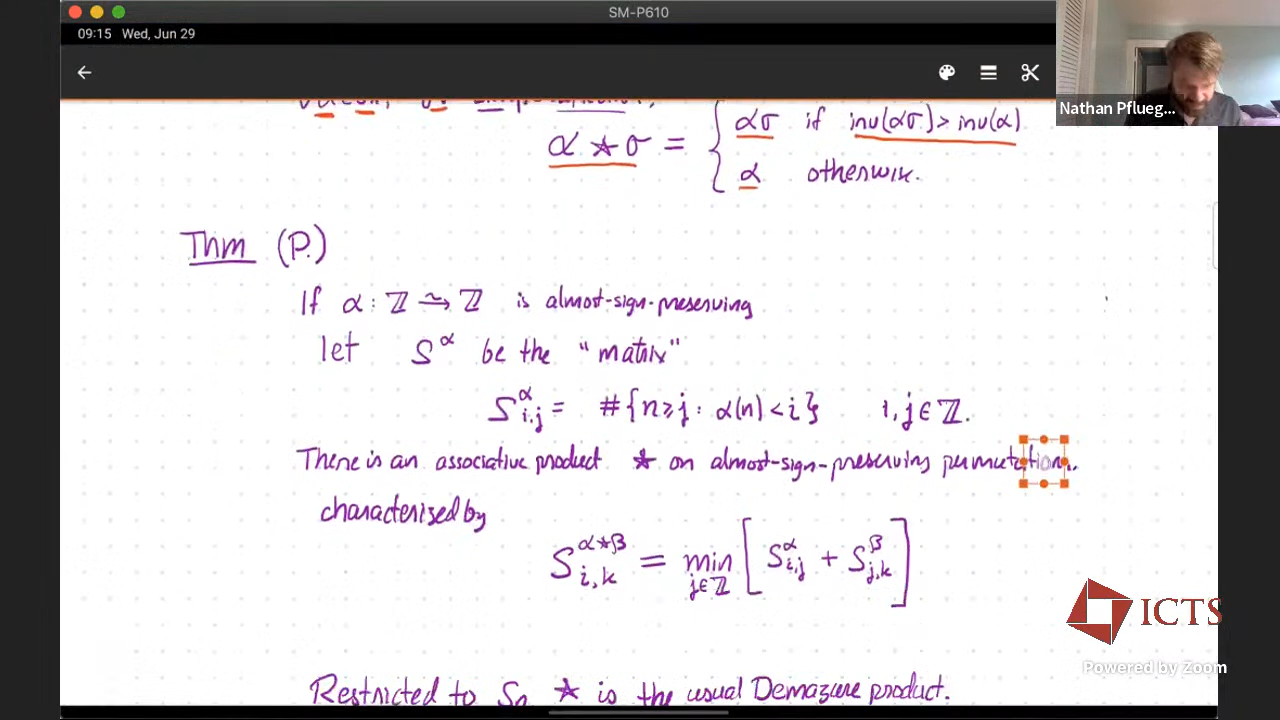 SM-P610
09:15 Wed, Jun 29
Nathan Pflueg...
α ★ σ = { ασ if inv(ασ) > inv(α)
α otherwise.
Thm (P.)
If α : ℤ ⥲ ℤ is almost-sign-preserving
let S^α be the "matrix"
S^α_{i,j} = #{n ≥ j : α(n) < i} i, j ∈ ℤ.
There is an associative product ★ on almost-sign-preserving permutations.
characterised by
S^{α★β}_{i,k} = min_{j∈ℤ} [ S^α_{i,j} + S^β_{j,k} ]
ICTS
Powered by Zoom
Restricted to Sn ★ is the usual Demazure product.